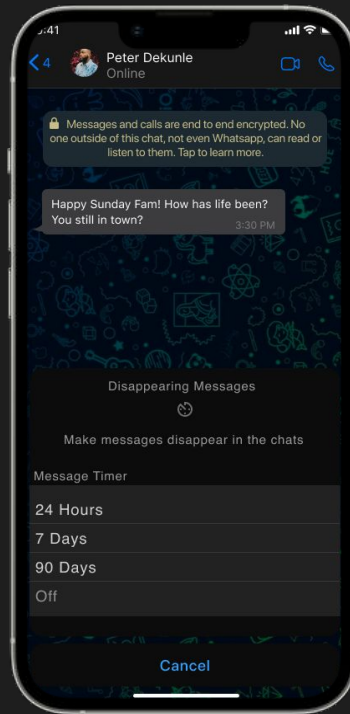 :41
4
Peter Dekunle
Online
Messages and calls are end to end encrypted. No
one outside of this chat, not even Whatsapp, can read or
listen to them. Tap to learn more.
Happy Sunday Fam! How has life been?
You still in town?
3:30 PM
Disappearing Messages
Make messages disappear in the chats
Message Timer
24 Hours
7 Days
90 Days
Off
Cancel